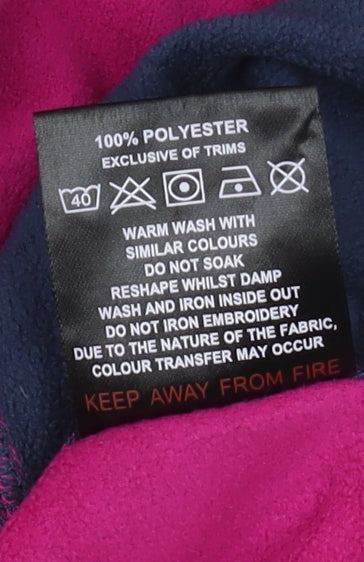 100% POLYESTER
EXCLUSIVE OF TRIMS
40
WARM WASH WITH
SIMILAR COLOURS
DO NOT SOAK
RESHAPE WHILST DAMP
WASH AND IRON INSIDE OUT
DO NOT IRON EMBROIDERY
DUE TO THE NATURE OF THE FABRIC,
COLOUR TRANSFER MAY OCCUR
KEEP AWAY FROM FIRE